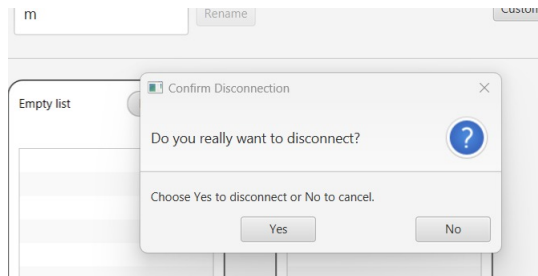 m
Rename
Custom
Confirm Disconnection
Empty list
Do you really want to disconnect?
?
Choose Yes to disconnect or No to cancel.
Yes
No